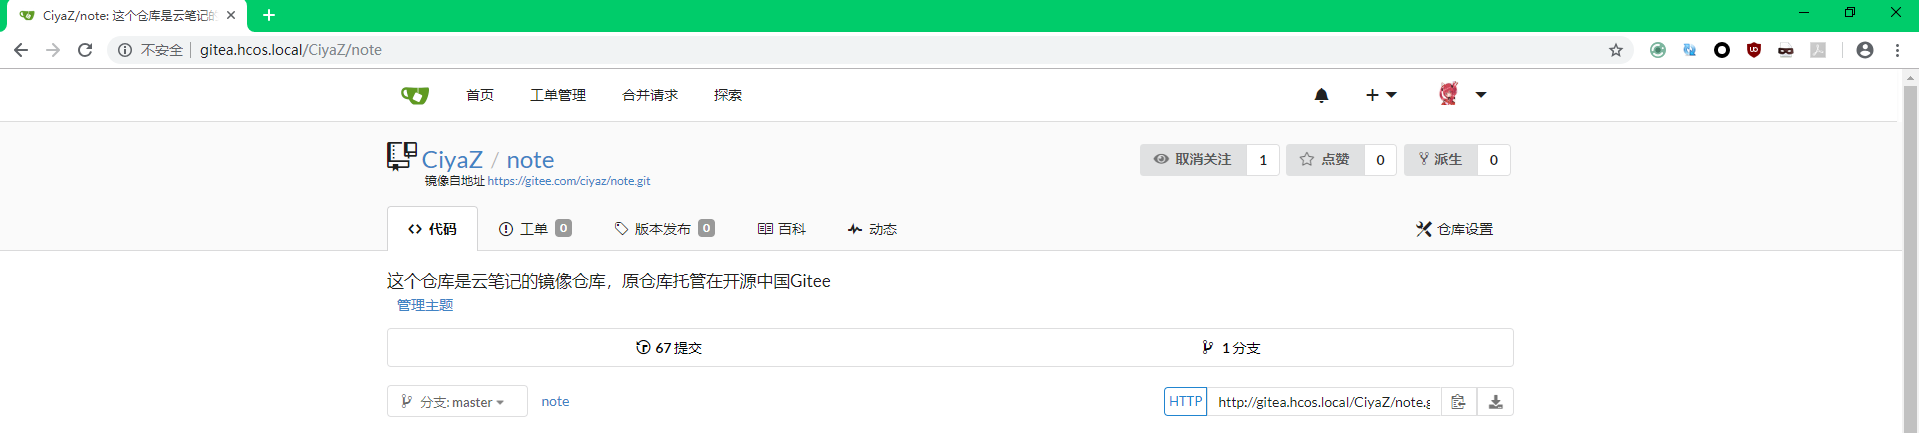 CiyaZ/note: 这个仓库是云笔记的
不安全 gitea.hcos.local/CiyaZ/note
首页 工单管理 合并请求 探索
CiyaZ / note 取消关注 1 点赞 0 派生 0
镜像自地址 https://gitee.com/ciyaz/note.git
代码 工单 0 版本发布 0 百科 动态 仓库设置
这个仓库是云笔记的镜像仓库，原仓库托管在开源中国Gitee
管理主题
67 提交 1 分支
分支: master note HTTP http://gitea.hcos.local/CiyaZ/note.g